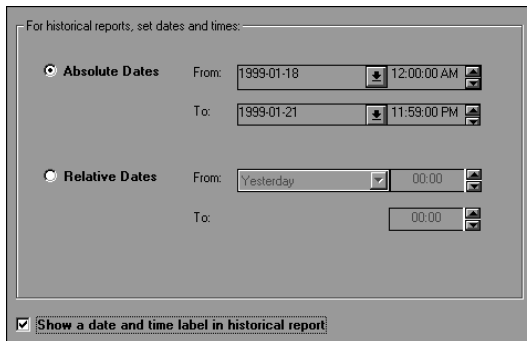 For historical reports, set dates and times:
Absolute Dates From: 1999-01-18 12:00:00 AM
To: 1999-01-21 11:59:00 PM
Relative Dates From: Yesterday 00:00
To: 00:00
Show a date and time label in historical report